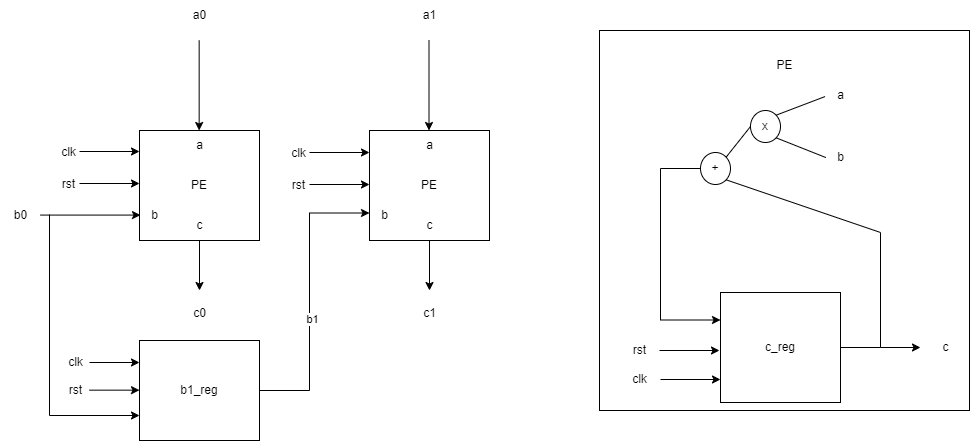 a0
a1
clk
rst
b0
a
PE
b
c
c0
clk
rst
a
PE
b
c
c1
b1
clk
rst
b1_reg
PE
a
x
b
+
rst
clk
c_reg
c